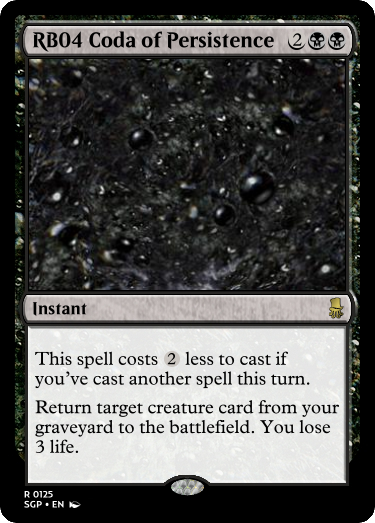 RB04 Coda of Persistence 2
Instant
This spell costs 2 less to cast if
you've cast another spell this turn.
Return target creature card from your
graveyard to the battlefield. You lose
3 life.
R 0125
SGP • EN